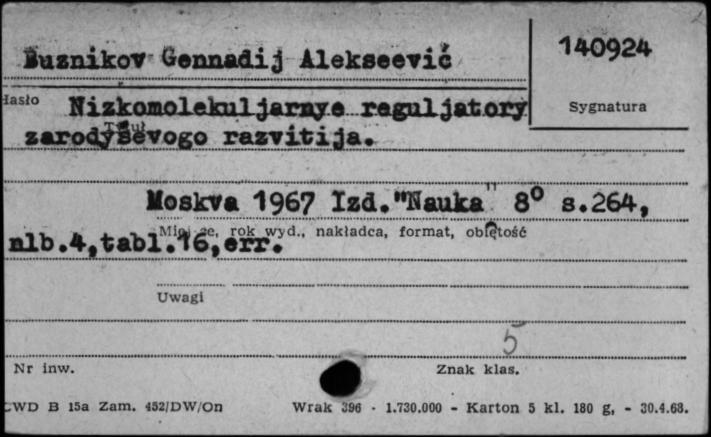 Buznikov Gennadij Alekseević
140924
Hasło
Nizkomolekuljarnye reguljatory
Sygnatura
Tytuł
zarodyševogo razvitija.
Moskva 1967 Izd."Nauka" 8° s.264,
Miejsce, rok wyd., nakładca, format, objętość
nlb.4,tabl.16,err.
Uwagi
5
Nr inw.
Znak klas.
CWD B 15a Zam. 452/DW/On
Wrak 396 - 1.730.000 - Karton 5 kl. 180 g, - 30.4.68.